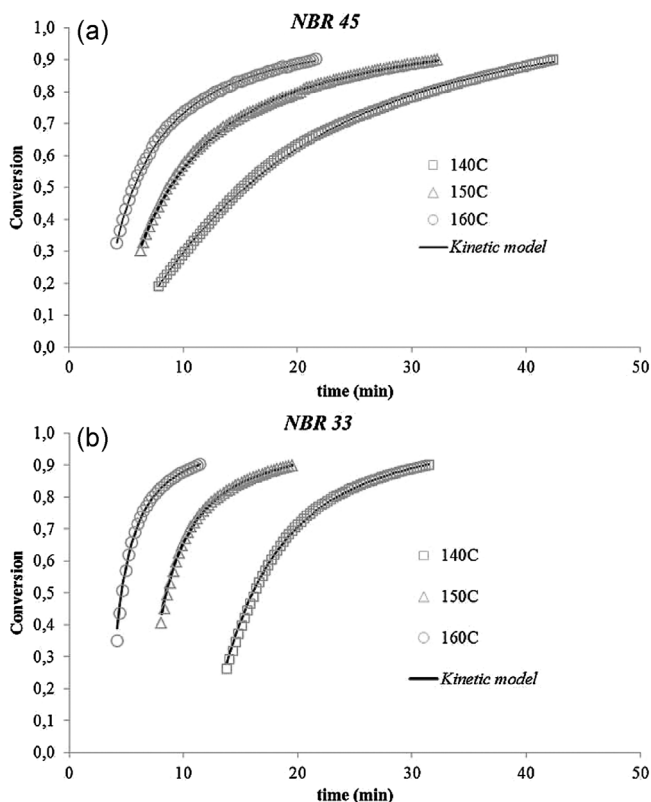 (a)
NBR 45
1,0
0,9
0,8
0,7
0,6
0,5
0,4
0,3
0,2
0,1
0,0
Conversion
140C
150C
160C
Kinetic model
0 10 20 30 40 50
time (min)
(b)
NBR 33
1,0
0,9
0,8
0,7
0,6
0,5
0,4
0,3
0,2
0,1
0,0
Conversion
140C
150C
160C
Kinetic model
0 10 20 30 40 50
time (min)